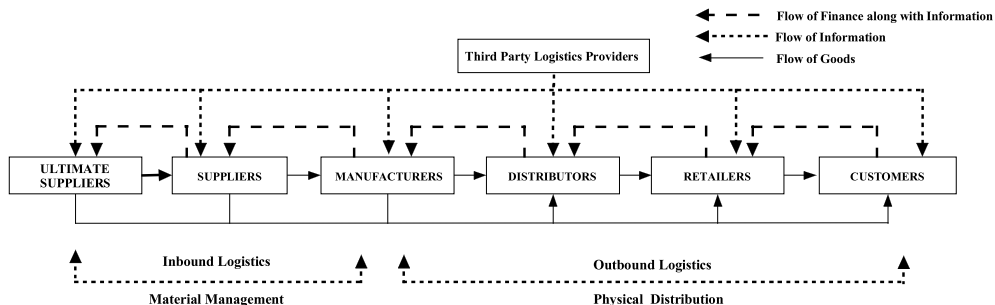 Flow of Finance along with Information
Flow of Information
Flow of Goods
Third Party Logistics Providers
ULTIMATE
SUPPLIERS
SUPPLIERS
MANUFACTURERS
DISTRIBUTORS
RETAILERS
CUSTOMERS
Inbound Logistics
Outbound Logistics
Material Management
Physical Distribution